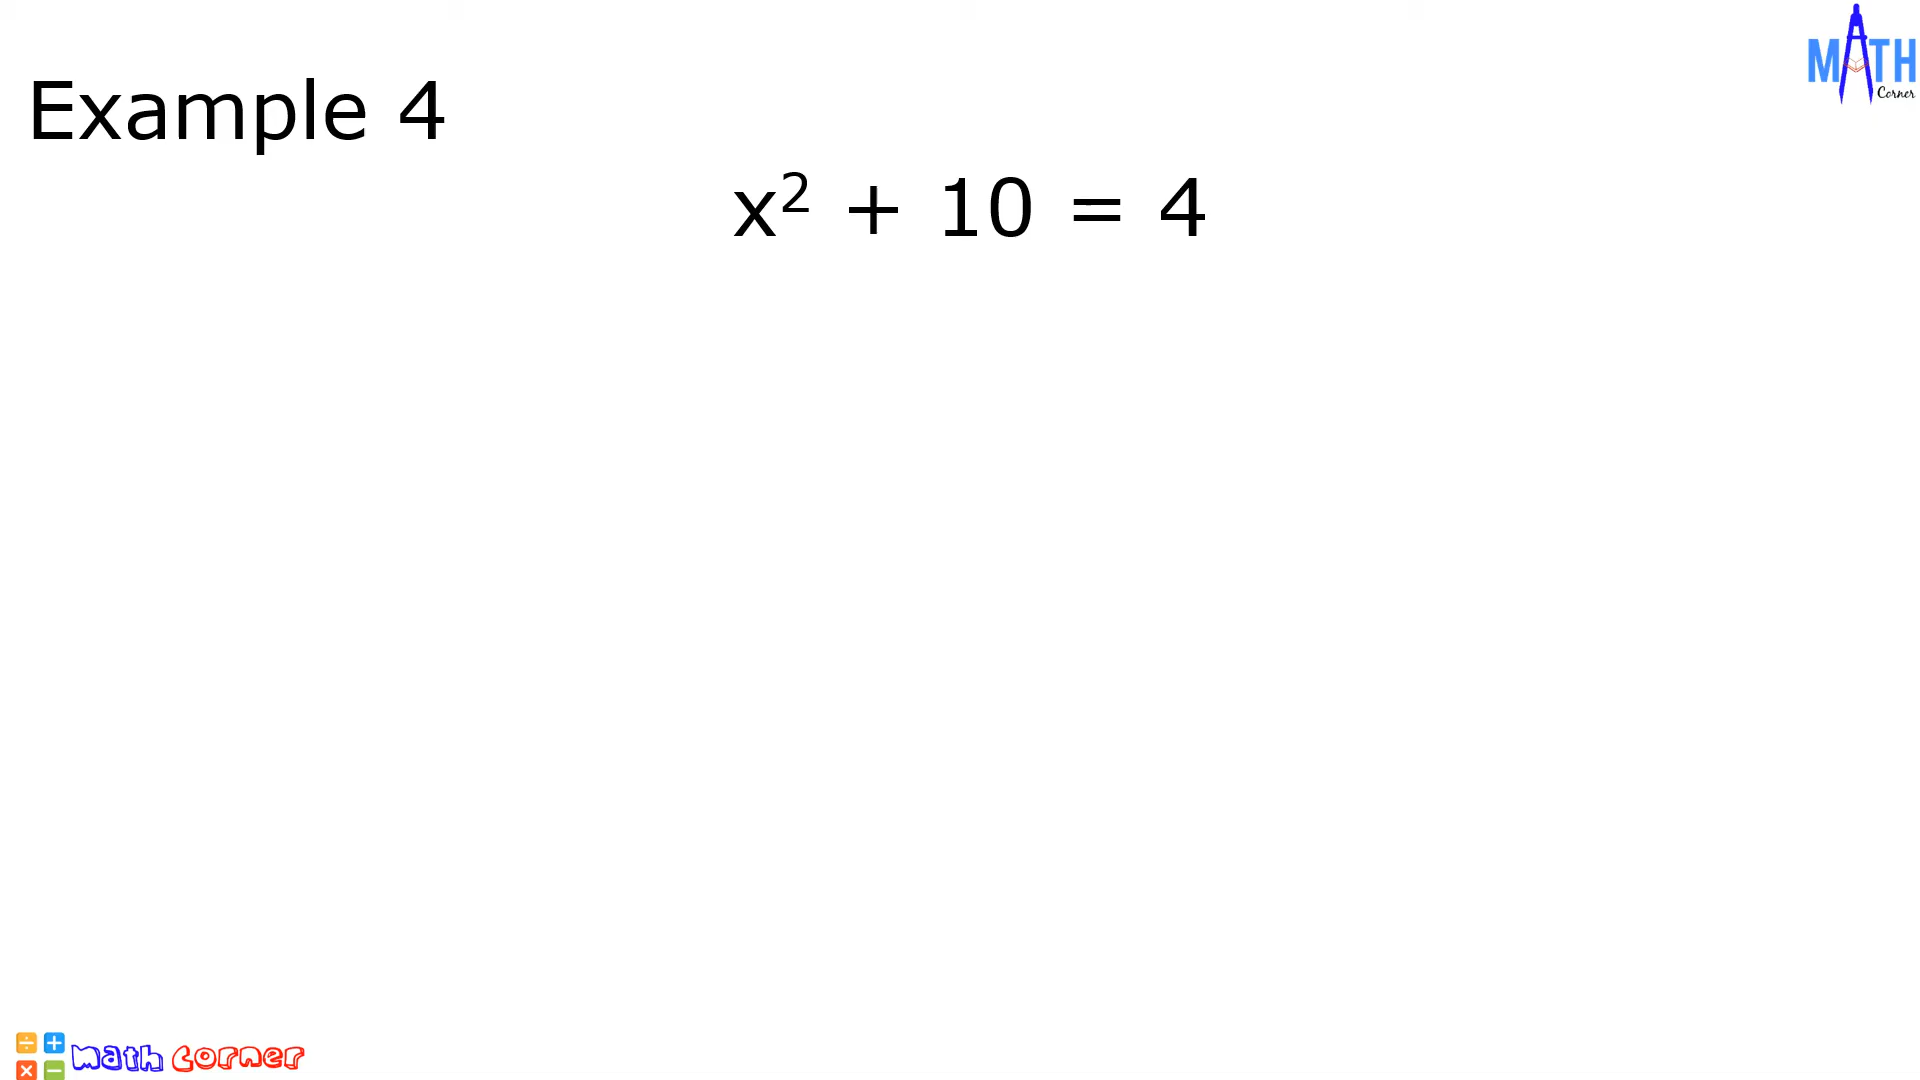 MATH
Corner
Example 4
x² + 10 = 4
math corner